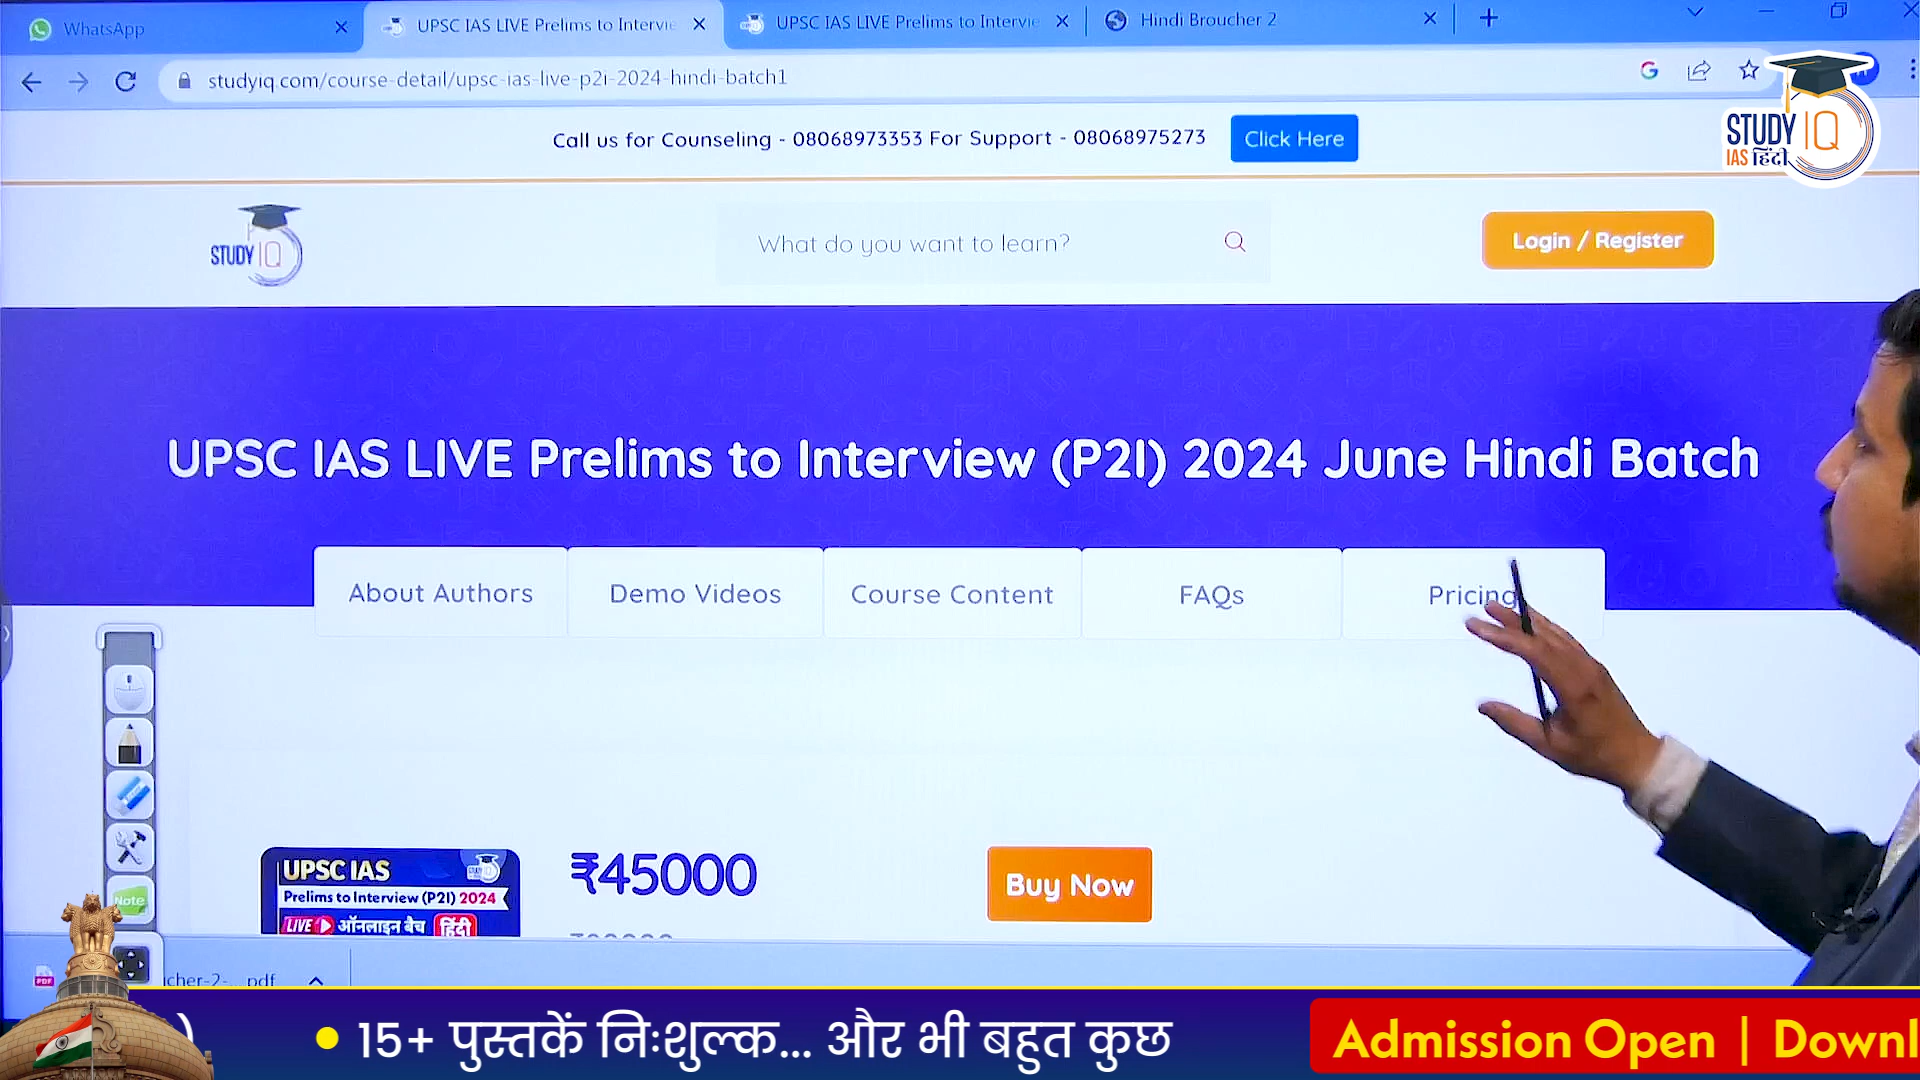 WhatsApp
UPSC IAS LIVE Prelims to Intervie
UPSC IAS LIVE Prelims to Intervie
Hindi Broucher 2
studyiq.com/course-detail/upsc-ias-live-p2i-2024-hindi-batch1
Call us for Counseling - 08068973353 For Support - 08068975273
Click Here
STUDY IQ
IAS हिंदी
STUDY IQ
What do you want to learn?
Login / Register
UPSC IAS LIVE Prelims to Interview (P2I) 2024 June Hindi Batch
About Authors
Demo Videos
Course Content
FAQs
Pricing
UPSC IAS
Prelims to Interview (P2I) 2024
LIVE ऑनलाइन बैच हिंदी
₹45000
Buy Now
Note
PDF
cher-2-....pdf
15+ पुस्तकें निःशुल्क... और भी बहुत कुछ
Admission Open | Downl